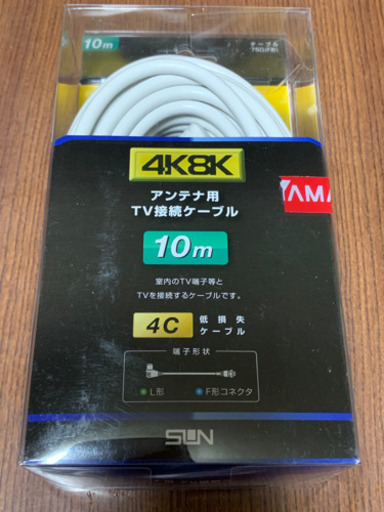 10m
ケーブル
4K8K
アンテナ用
TV接続ケーブル
YAMA
10m
室内のTV端子等と
TVを接続するケーブルです。
4C
低損失
ケーブル
端子形状
L形
F形コネクタ
SUN